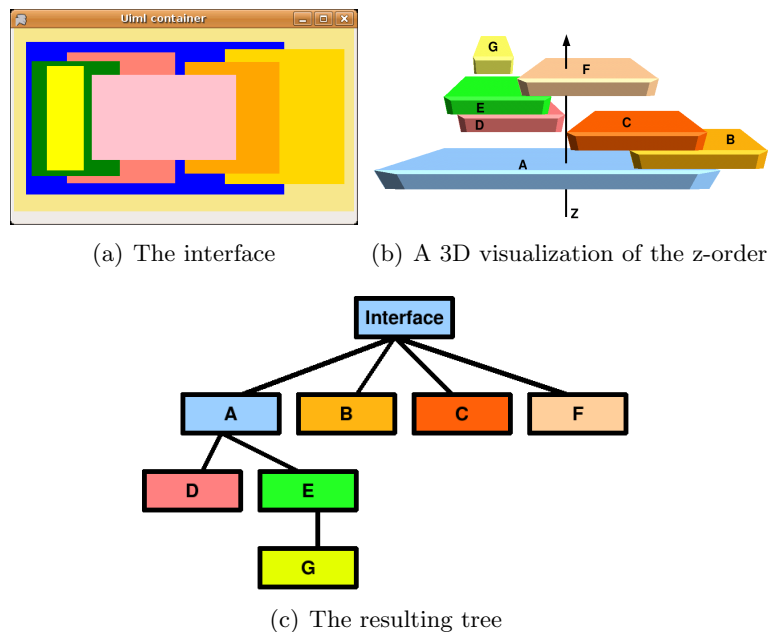 Uiml container
G
F
E
D
C
B
A
Z
(a) The interface
(b) A 3D visualization of the z-order
Interface
A
B
C
F
D
E
G
(c) The resulting tree